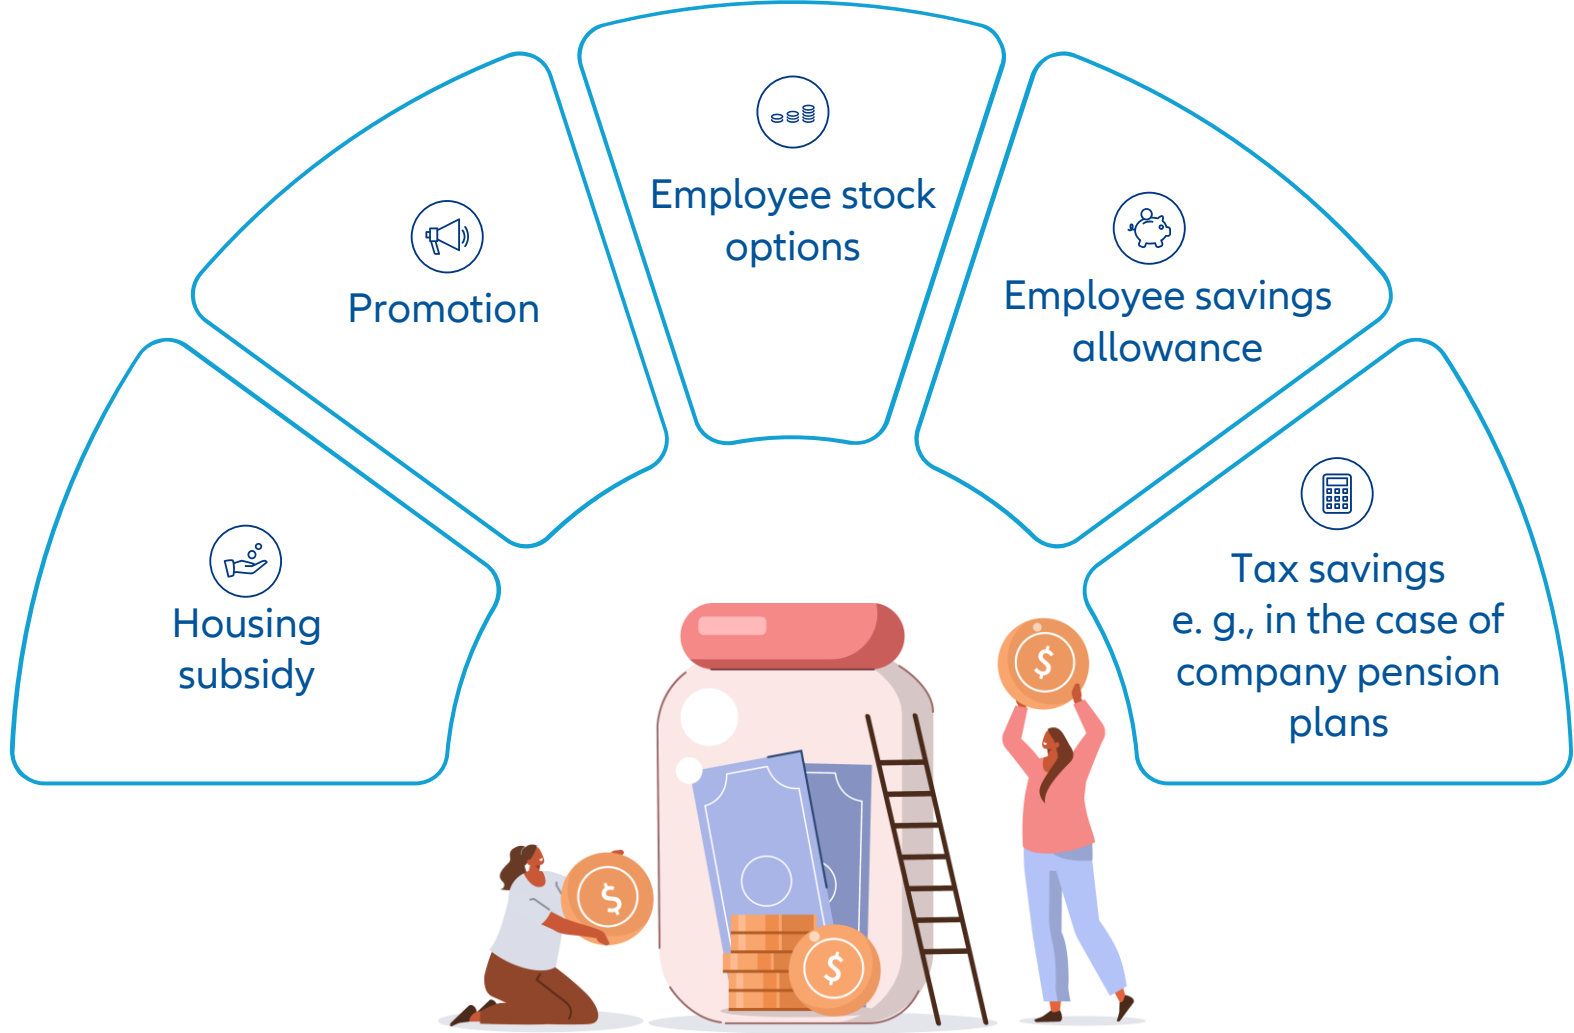 Housing
subsidy
Promotion
Employee stock
options
Employee savings
allowance
Tax savings
e. g., in the case of
company pension
plans
$
$
$